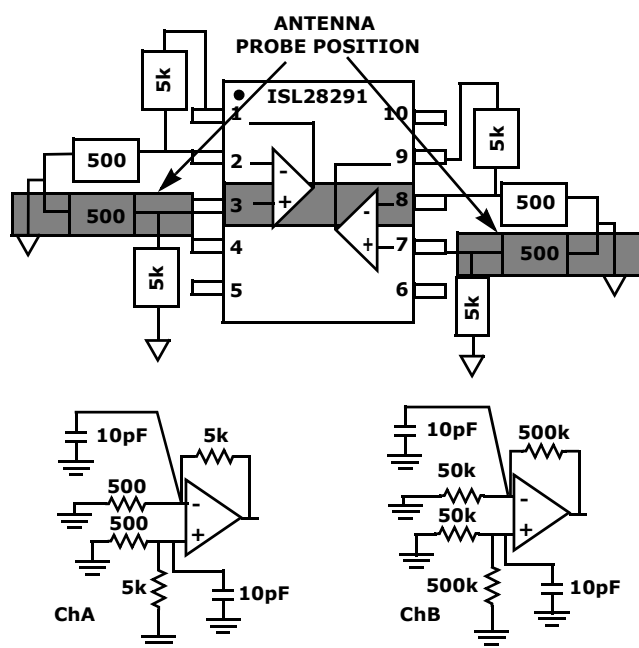 ANTENNA
PROBE POSITION
5k
ISL28291
1
10
5k
500
2
9
-
+
500
3
8
500
-
+
4
7
500
5k
5
6
5k
10pF
5k
500
500
-
+
5k
10pF
ChA
10pF
500k
50k
50k
-
+
500k
10pF
ChB